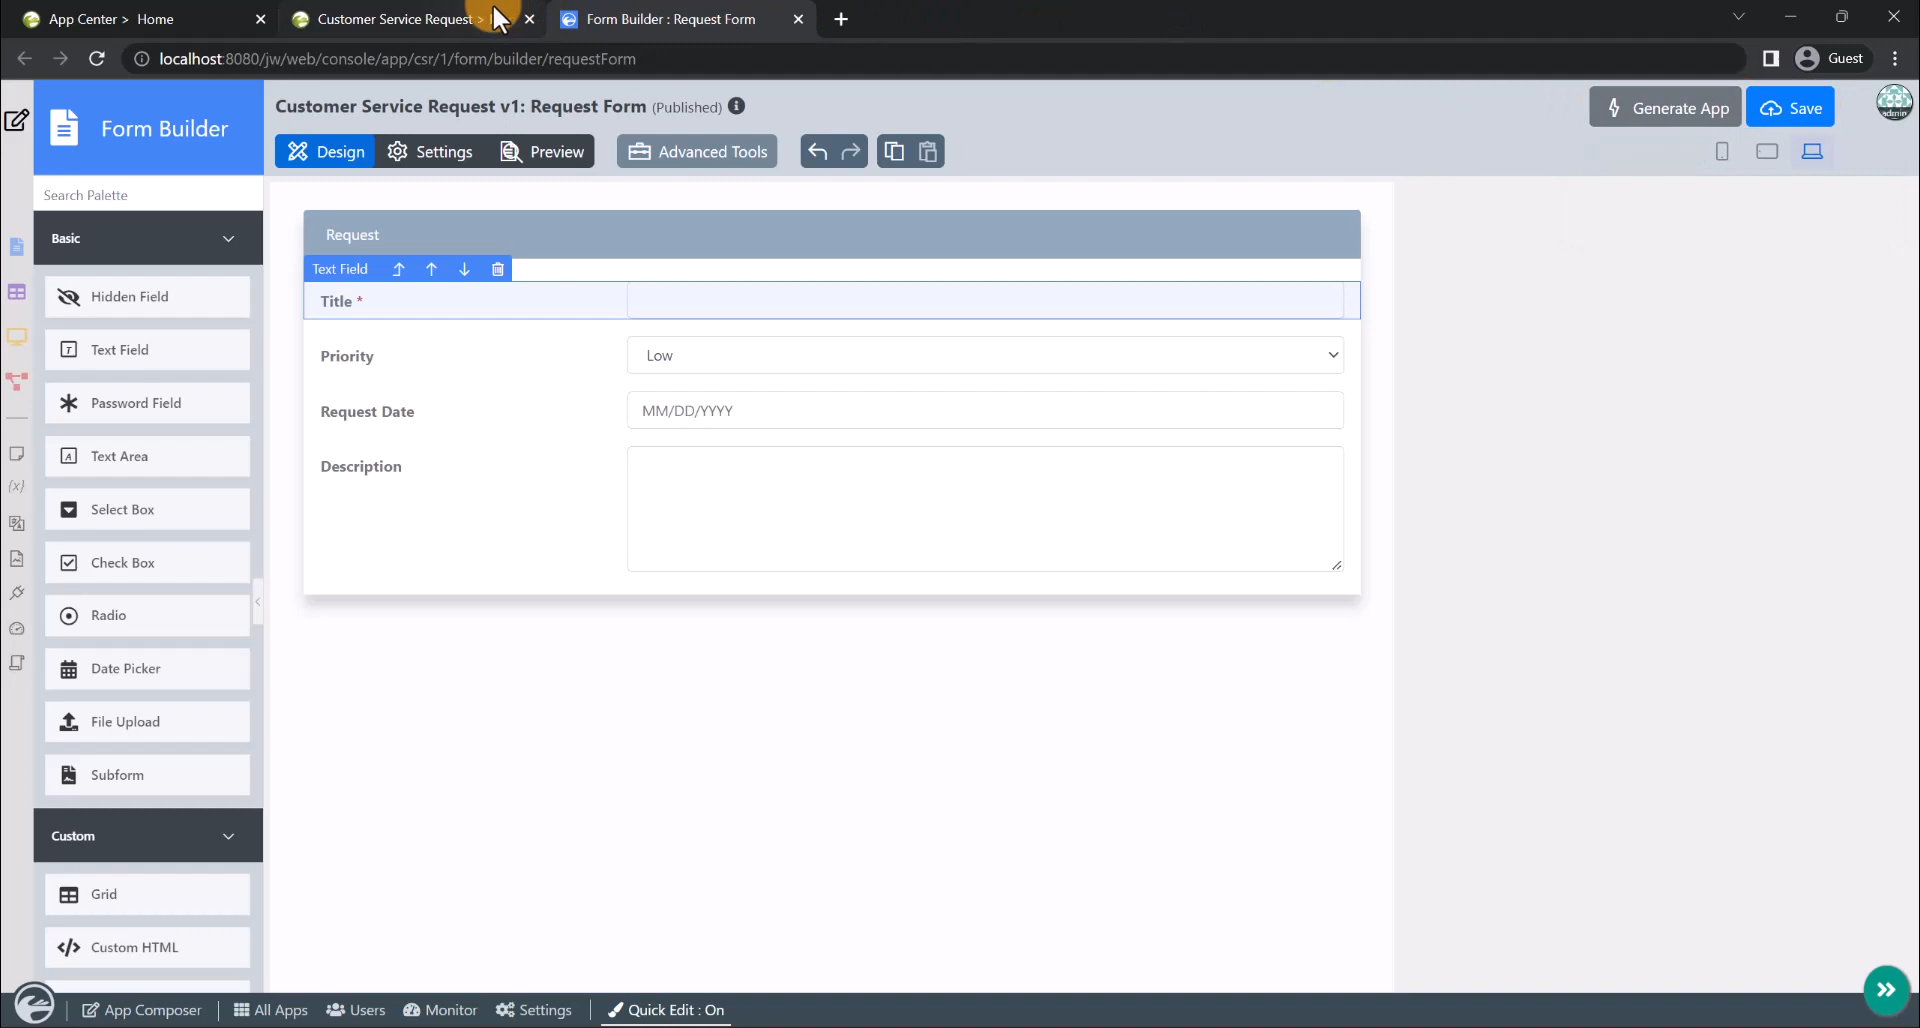 App Center > Home
Customer Service Request >
Form Builder : Request Form
localhost:8080/jw/web/console/app/csr/1/form/builder/requestForm
Guest
Form Builder
Customer Service Request v1: Request Form (Published)
Generate App
Save
admin
Design
Settings
Preview
Advanced Tools
Search Palette
Basic
Hidden Field
Text Field
Password Field
Text Area
Select Box
Check Box
Radio
Date Picker
File Upload
Subform
Custom
Grid
Custom HTML
Request
Text Field
Title *
Priority
Low
Request Date
MM/DD/YYYY
Description
App Composer
All Apps
Users
Monitor
Settings
Quick Edit : On